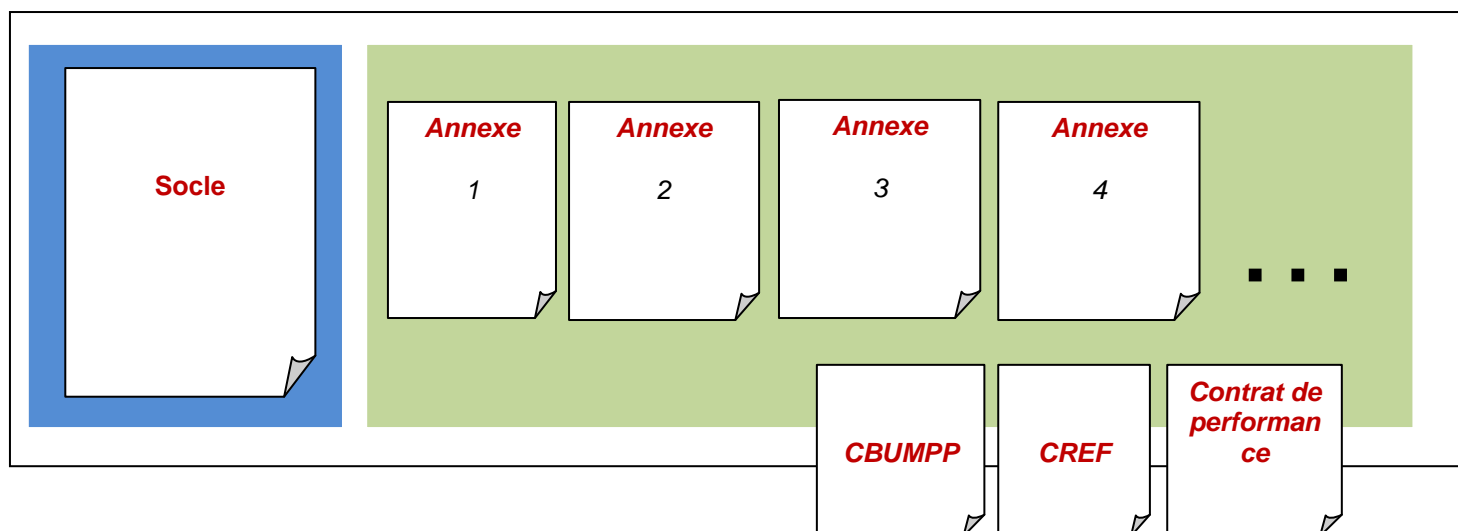 Socle
Annexe
1
Annexe
2
Annexe
3
Annexe
4
...
CBUMPP
CREF
Contrat de
performan
ce